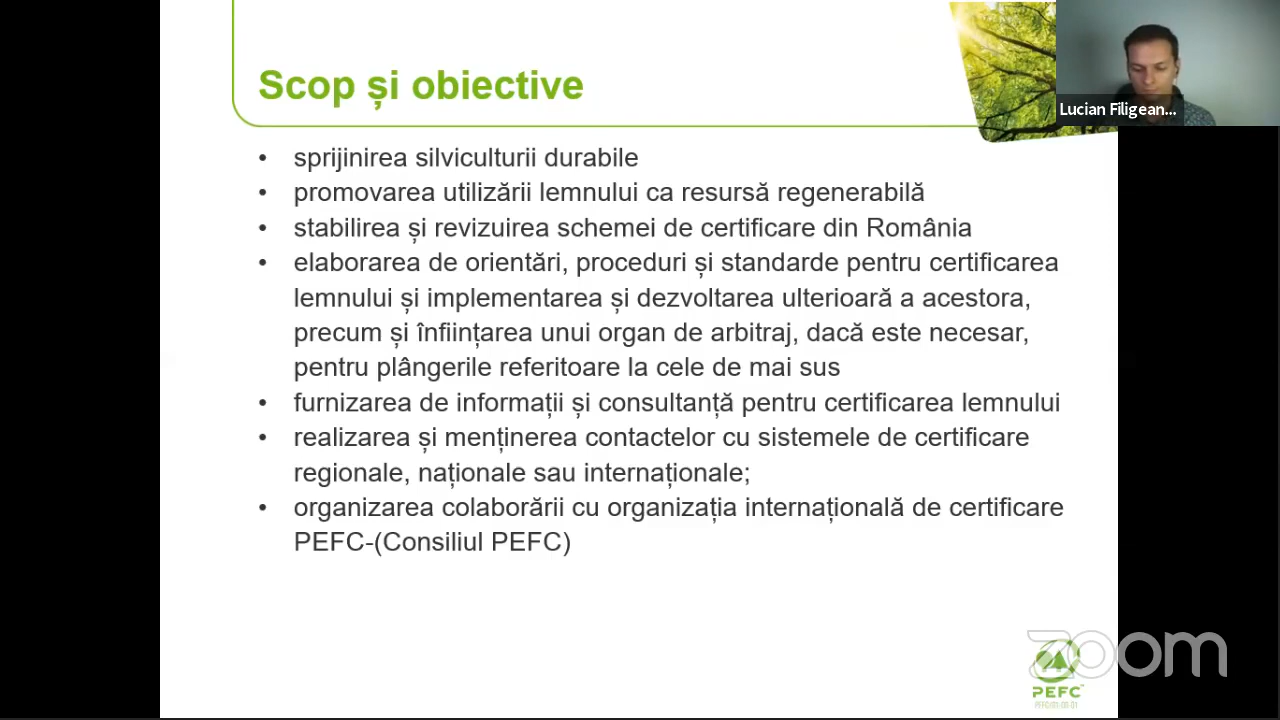 Scop și obiective
Lucian Filigean...
• sprijinirea silviculturii durabile
• promovarea utilizării lemnului ca resursă regenerabilă
• stabilirea și revizuirea schemei de certificare din România
• elaborarea de orientări, proceduri și standarde pentru certificarea
lemnului și implementarea și dezvoltarea ulterioară a acestora,
precum și înființarea unui organ de arbitraj, dacă este necesar,
pentru plângerile referitoare la cele de mai sus
• furnizarea de informații și consultanță pentru certificarea lemnului
• realizarea și menținerea contactelor cu sistemele de certificare
regionale, naționale sau internaționale;
• organizarea colaborării cu organizația internațională de certificare
PEFC-(Consiliul PEFC)
zoom
PEFC™